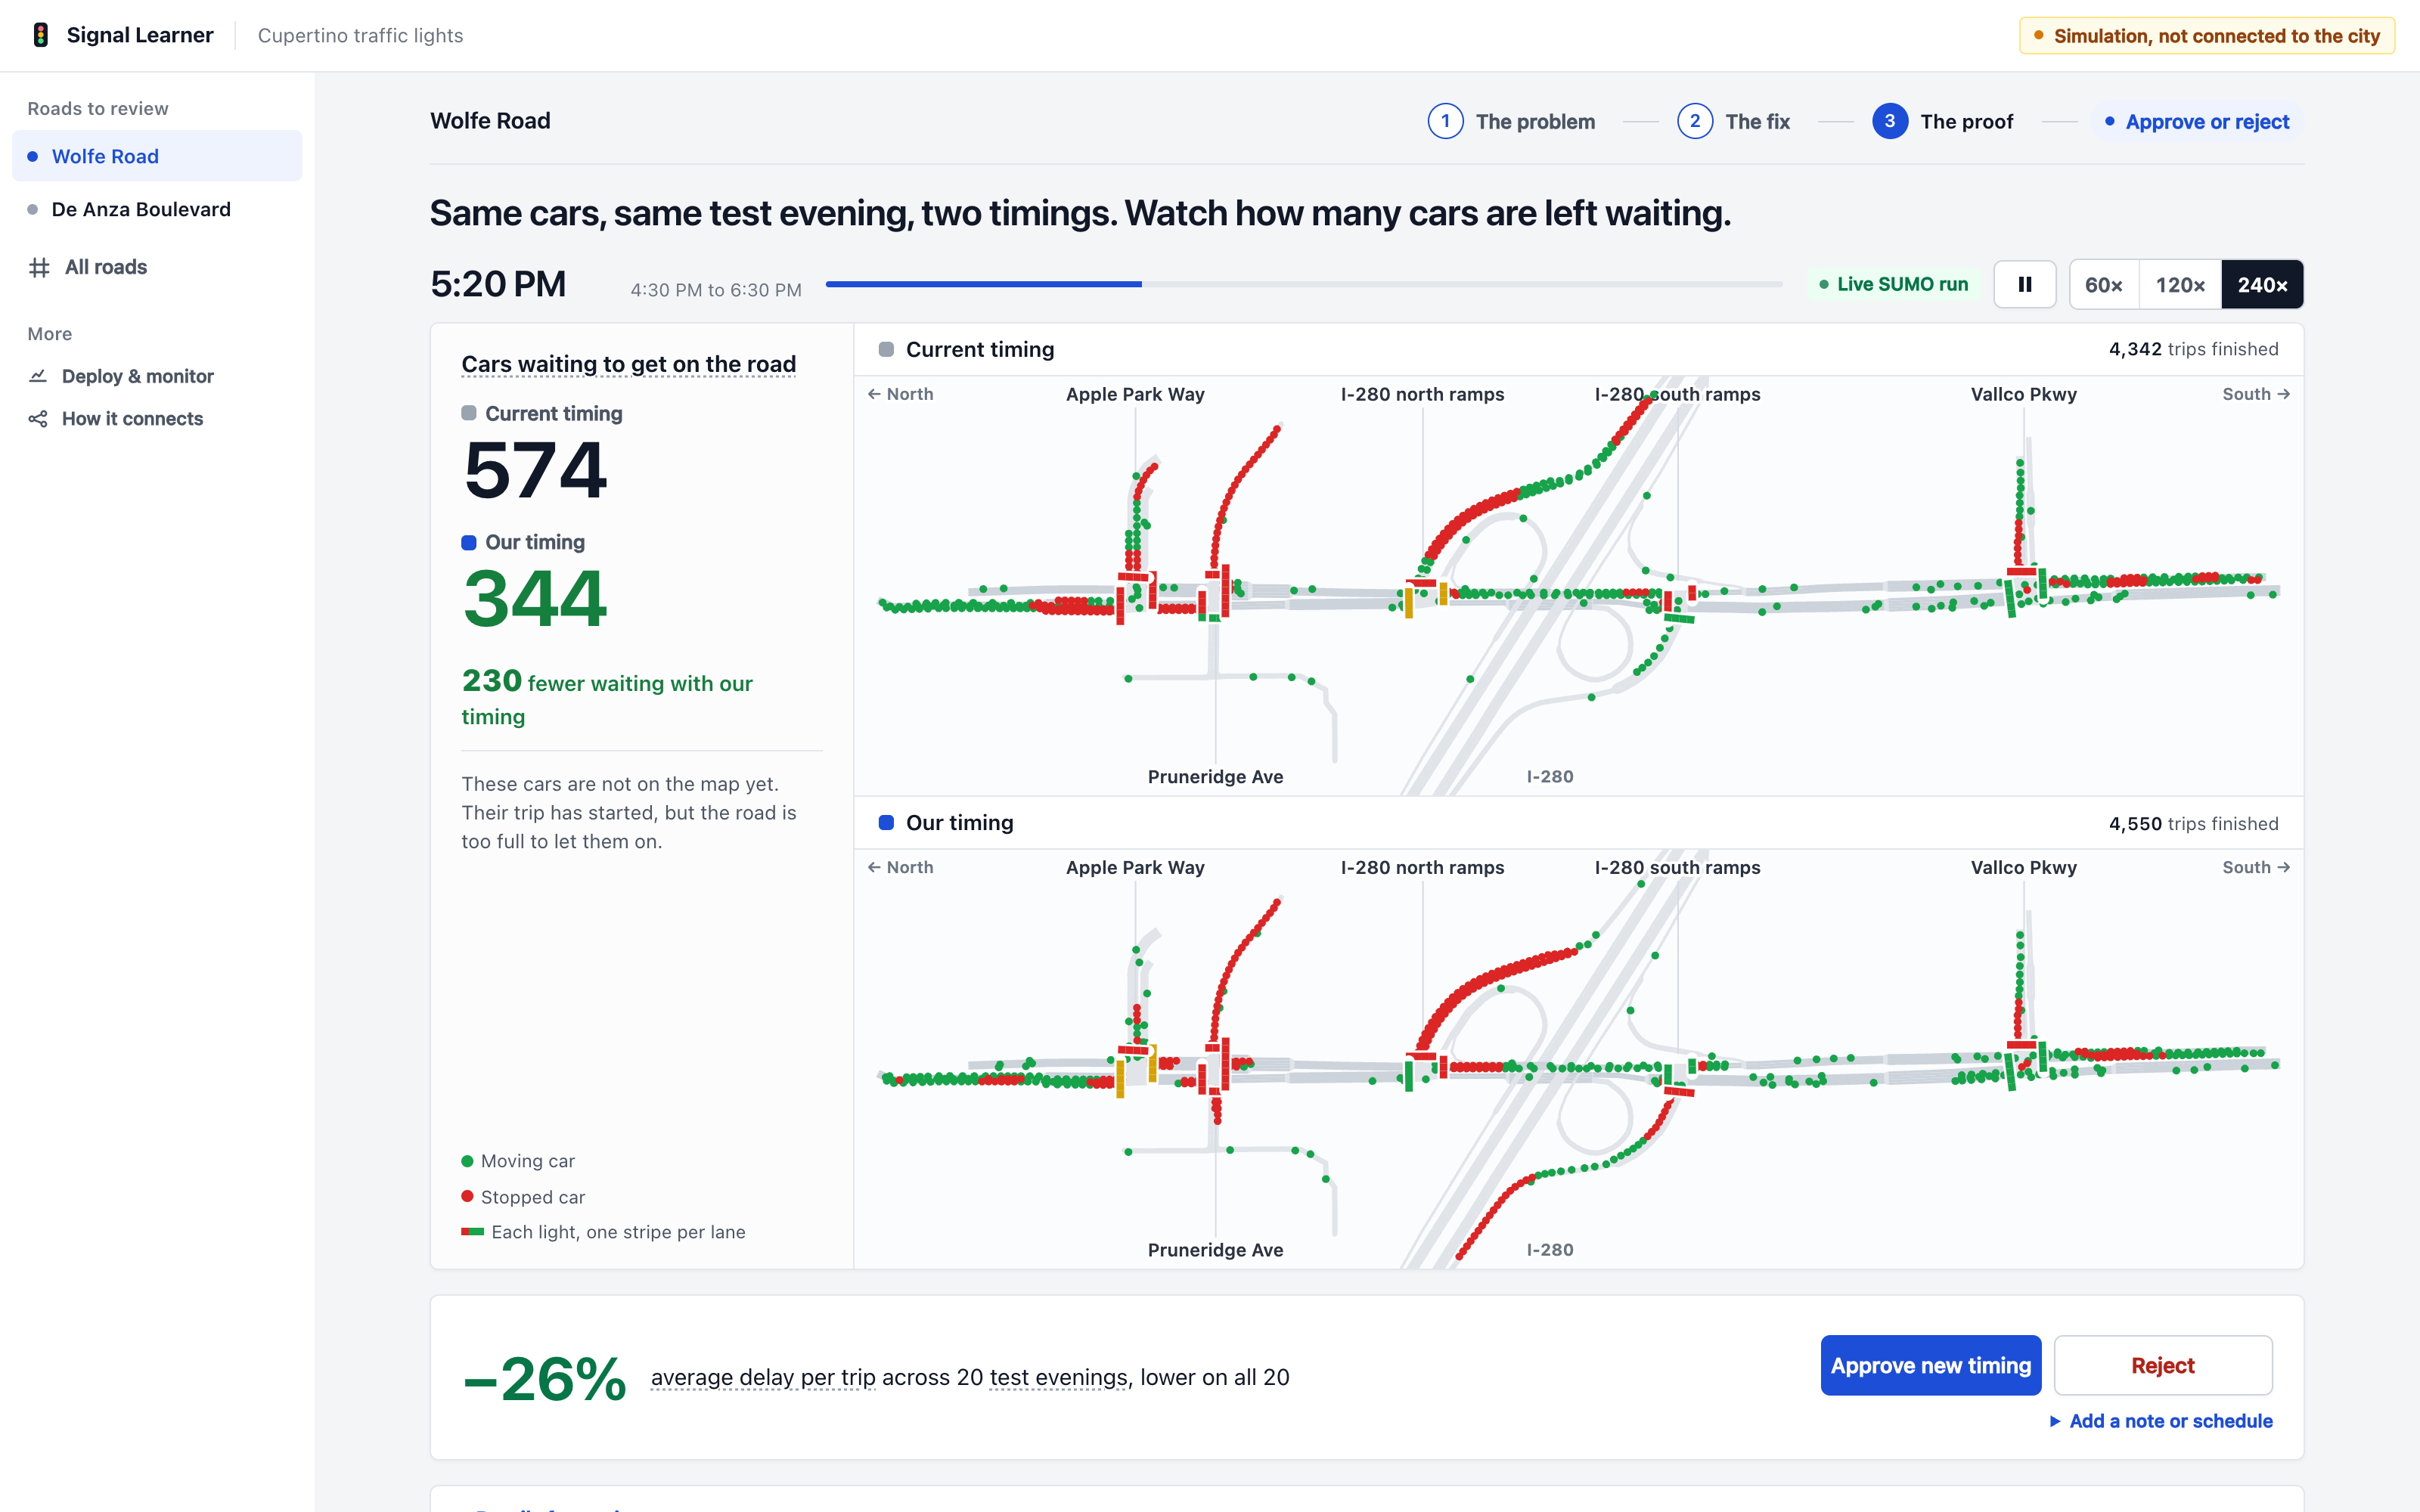 Signal Learner
Cupertino traffic lights
Simulation, not connected to the city
Roads to review
Wolfe Road
De Anza Boulevard
All roads
More
Deploy & monitor
How it connects
Wolfe Road
1 The problem
2 The fix
3 The proof
Approve or reject
Same cars, same test evening, two timings. Watch how many cars are left waiting.
5:20 PM
4:30 PM to 6:30 PM
Live SUMO run
60×
120×
240×
Cars waiting to get on the road
Current timing
574
Our timing
344
230 fewer waiting with our
timing
These cars are not on the map yet.
Their trip has started, but the road is
too full to let them on.
Moving car
Stopped car
Each light, one stripe per lane
Current timing
4,342 trips finished
← North
Apple Park Way
I-280 north ramps
I-280 south ramps
Vallco Pkwy
South →
Pruneridge Ave
I-280
Our timing
4,550 trips finished
← North
Apple Park Way
I-280 north ramps
I-280 south ramps
Vallco Pkwy
South →
Pruneridge Ave
I-280
−26%
average delay per trip across 20 test evenings, lower on all 20
Approve new timing
Reject
Add a note or schedule